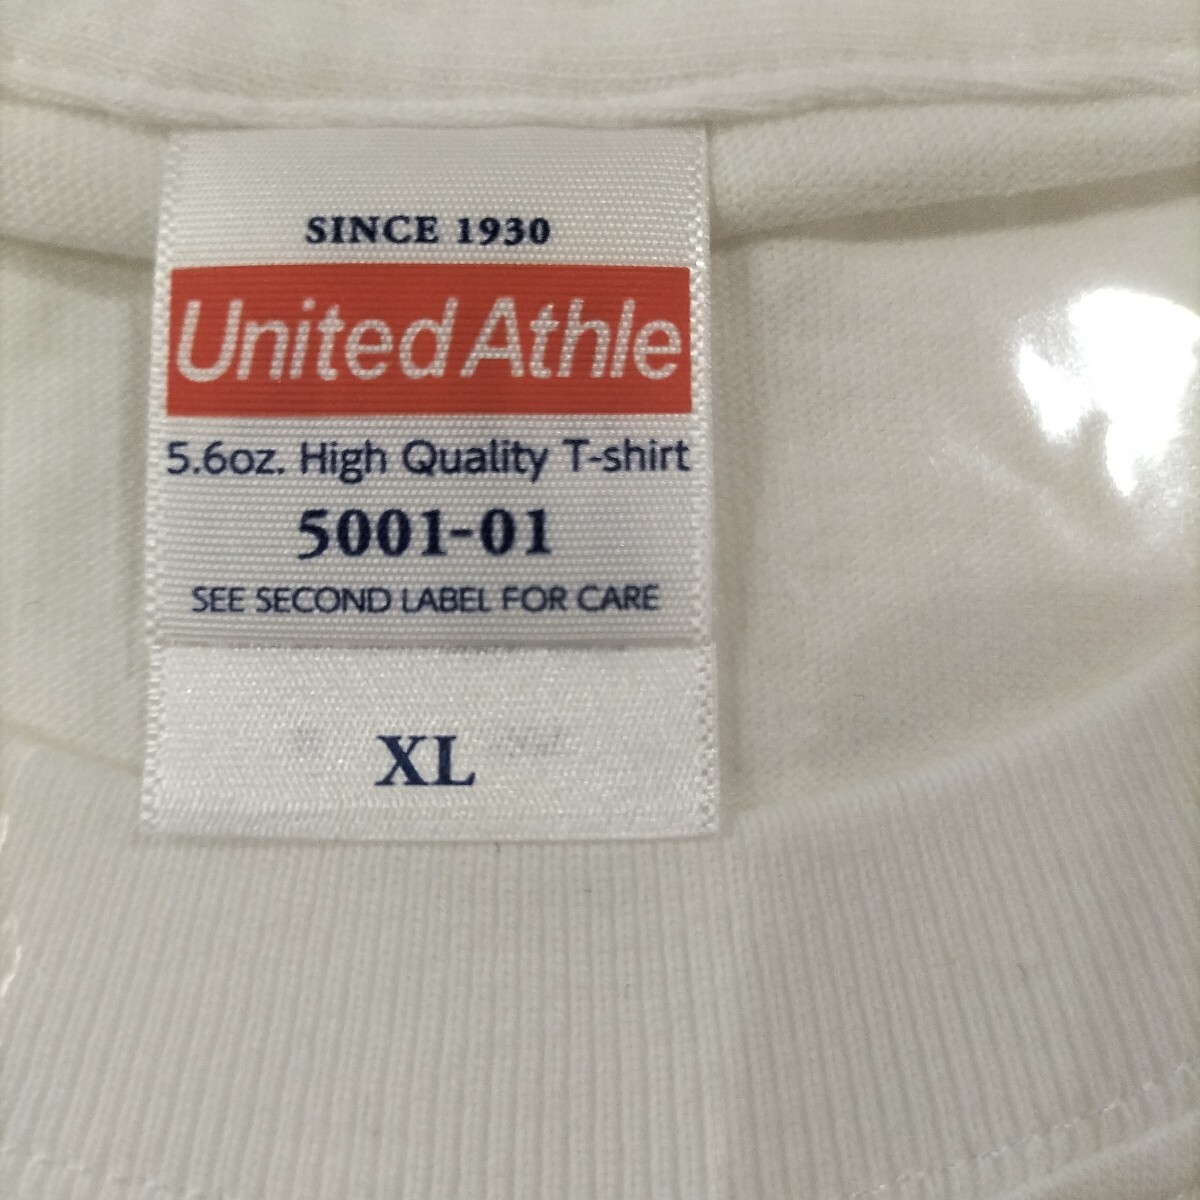 SINCE 1930
United Athle
5.6oz. High Quality T-shirt
5001-01
SEE SECOND LABEL FOR CARE
XL